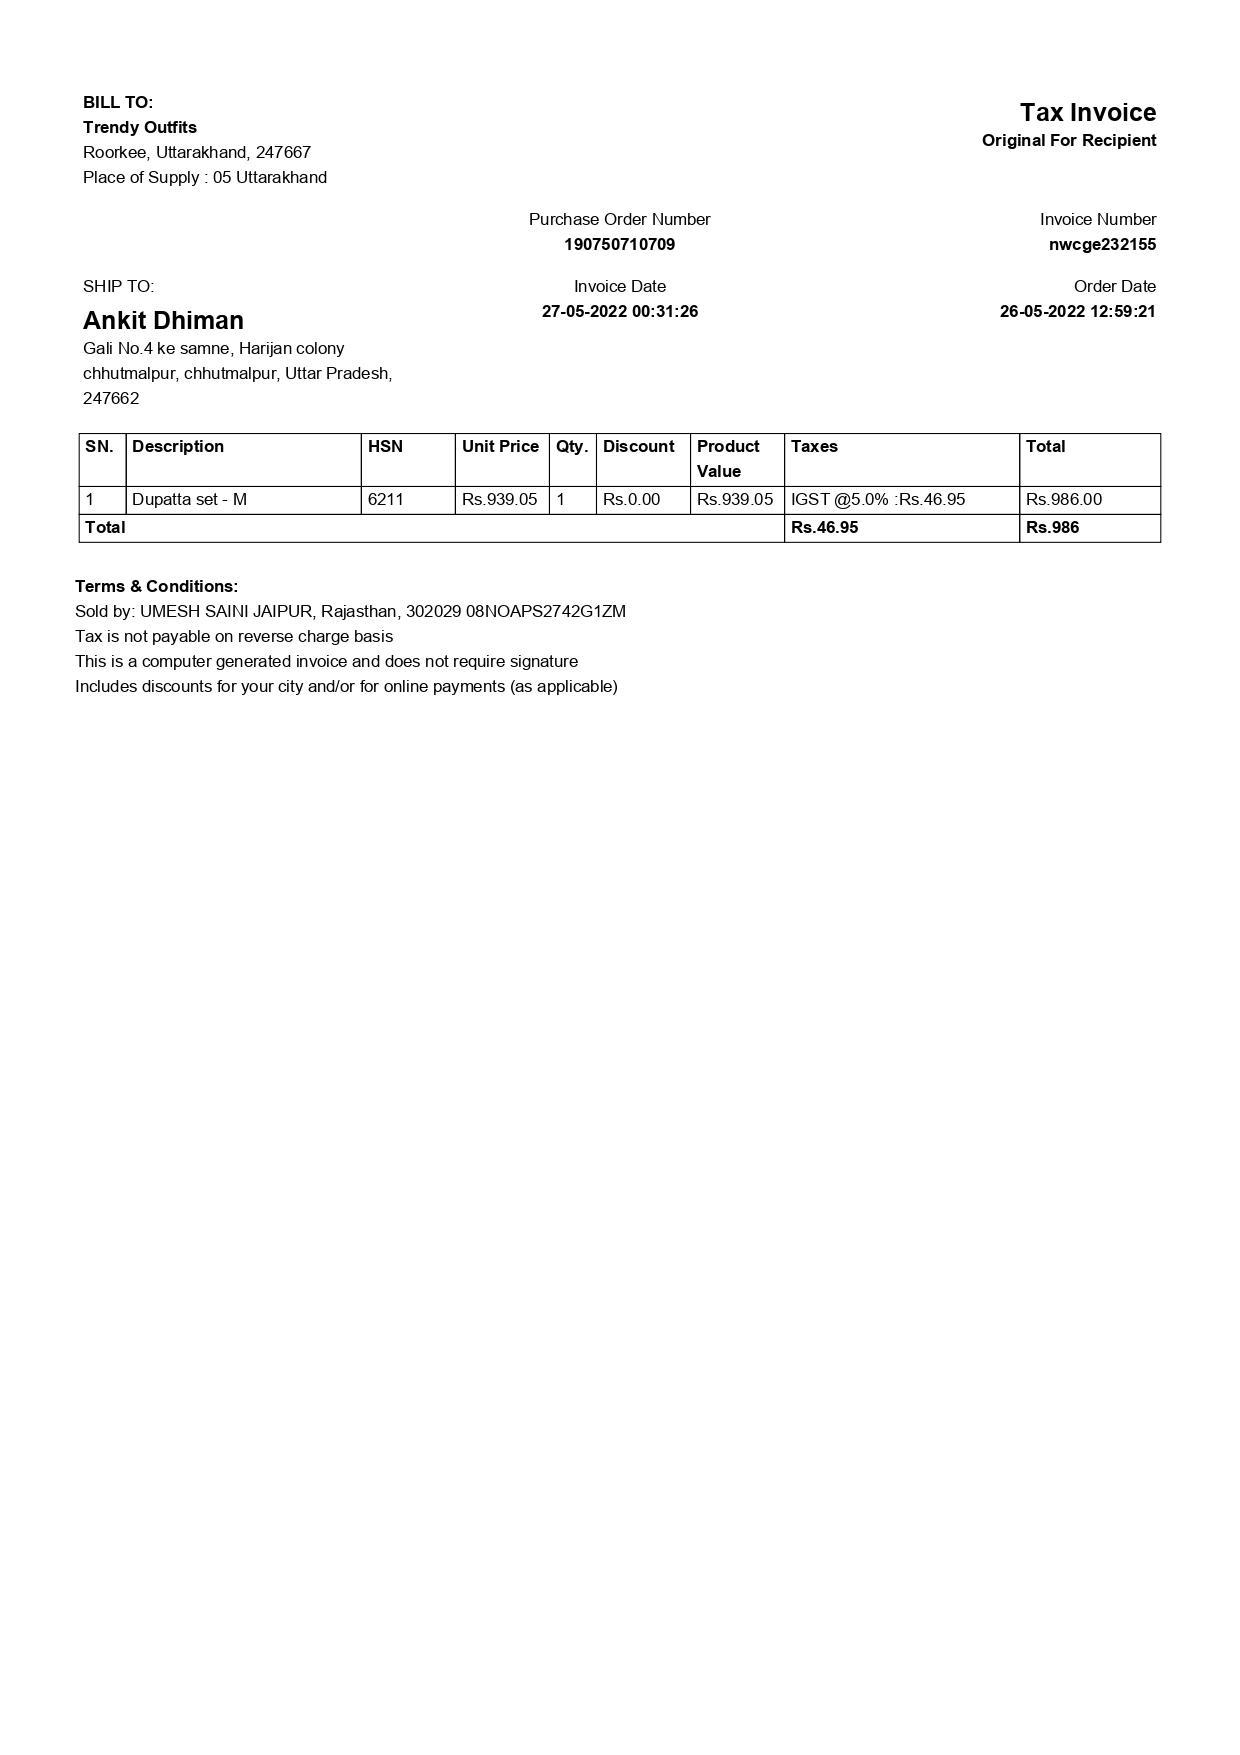 BILL TO:
Trendy Outfits
Roorkee, Uttarakhand, 247667
Place of Supply : 05 Uttarakhand
Tax Invoice
Original For Recipient
Purchase Order Number
190750710709
Invoice Number
nwcge232155
SHIP TO:
Ankit Dhiman
Gali No.4 ke samne, Harijan colony
chhutmalpur, chhutmalpur, Uttar Pradesh,
247662
Invoice Date
27-05-2022 00:31:26
Order Date
26-05-2022 12:59:21
SN. Description HSN Unit Price Qty. Discount Product Value Taxes Total
1 Dupatta set - M 6211 Rs.939.05 1 Rs.0.00 Rs.939.05 IGST @5.0% :Rs.46.95 Rs.986.00
Total Rs.46.95 Rs.986
Terms & Conditions:
Sold by: UMESH SAINI JAIPUR, Rajasthan, 302029 08NOAPS2742G1ZM
Tax is not payable on reverse charge basis
This is a computer generated invoice and does not require signature
Includes discounts for your city and/or for online payments (as applicable)